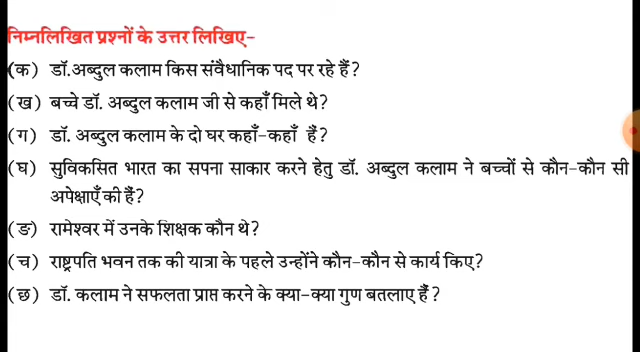 निम्नलिखित प्रश्नों के उत्तर लिखिए-
(क) डॉ.अब्दुल कलाम किस संवैधानिक पद पर रहे हैं?
(ख) बच्चे डॉ. अब्दुल कलाम जी से कहाँ मिले थे?
(ग) डॉ. अब्दुल कलाम के दो घर कहाँ-कहाँ हैं?
(घ) सुविकसित भारत का सपना साकार करने हेतु डॉ. अब्दुल कलाम ने बच्चों से कौन-कौन सी
अपेक्षाएँ की हैं?
(ङ) रामेश्वर में उनके शिक्षक कौन थे?
(च) राष्ट्रपति भवन तक की यात्रा के पहले उन्होंने कौन-कौन से कार्य किए?
(छ) डॉ. कलाम ने सफलता प्राप्त करने के क्या-क्या गुण बतलाए हैं?